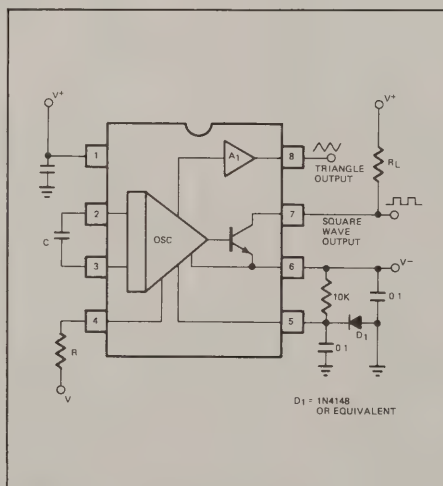 V+
V+
1
A1
8
TRIANGLE
OUTPUT
RL
2
7
SQUARE
WAVE
OUTPUT
C
OSC
3
6
V-
10K
0 1
4
5
D1
R
0 1
V
D1 = 1N4148
OR EQUIVALENT